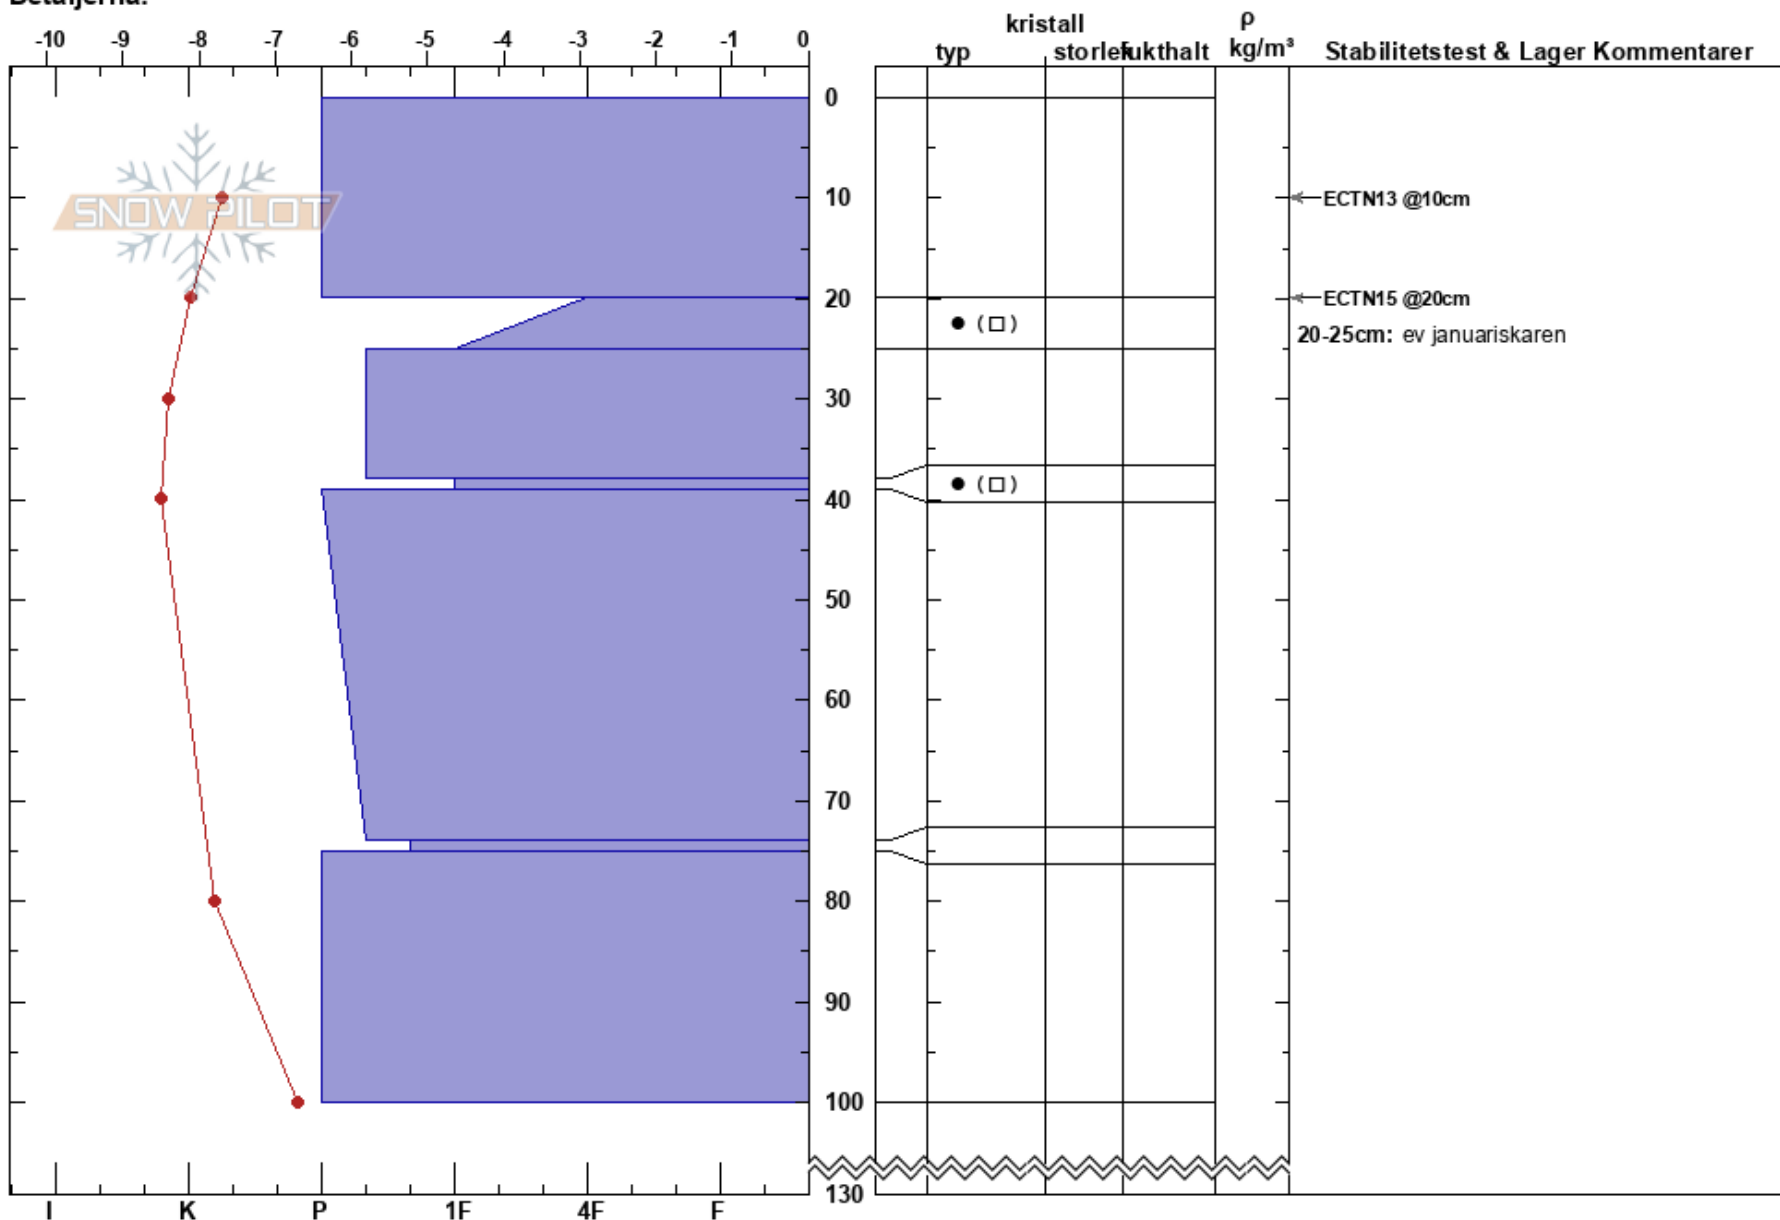 Detaljerna:
kristall
ρ
-10 -9 -8 -7 -6 -5 -4 -3 -2 -1 0
typ storlek fukthalt kg/m³ Stabilitetstest & Lager Kommentarer
0
SNOW PILOT
10 ECTN13 @10cm
20 ECTN15 @20cm
● (□) 20-25cm: ev januariskaren
30
● (□)
40
50
60
70
80
90
100
130
I K P 1F 4F F